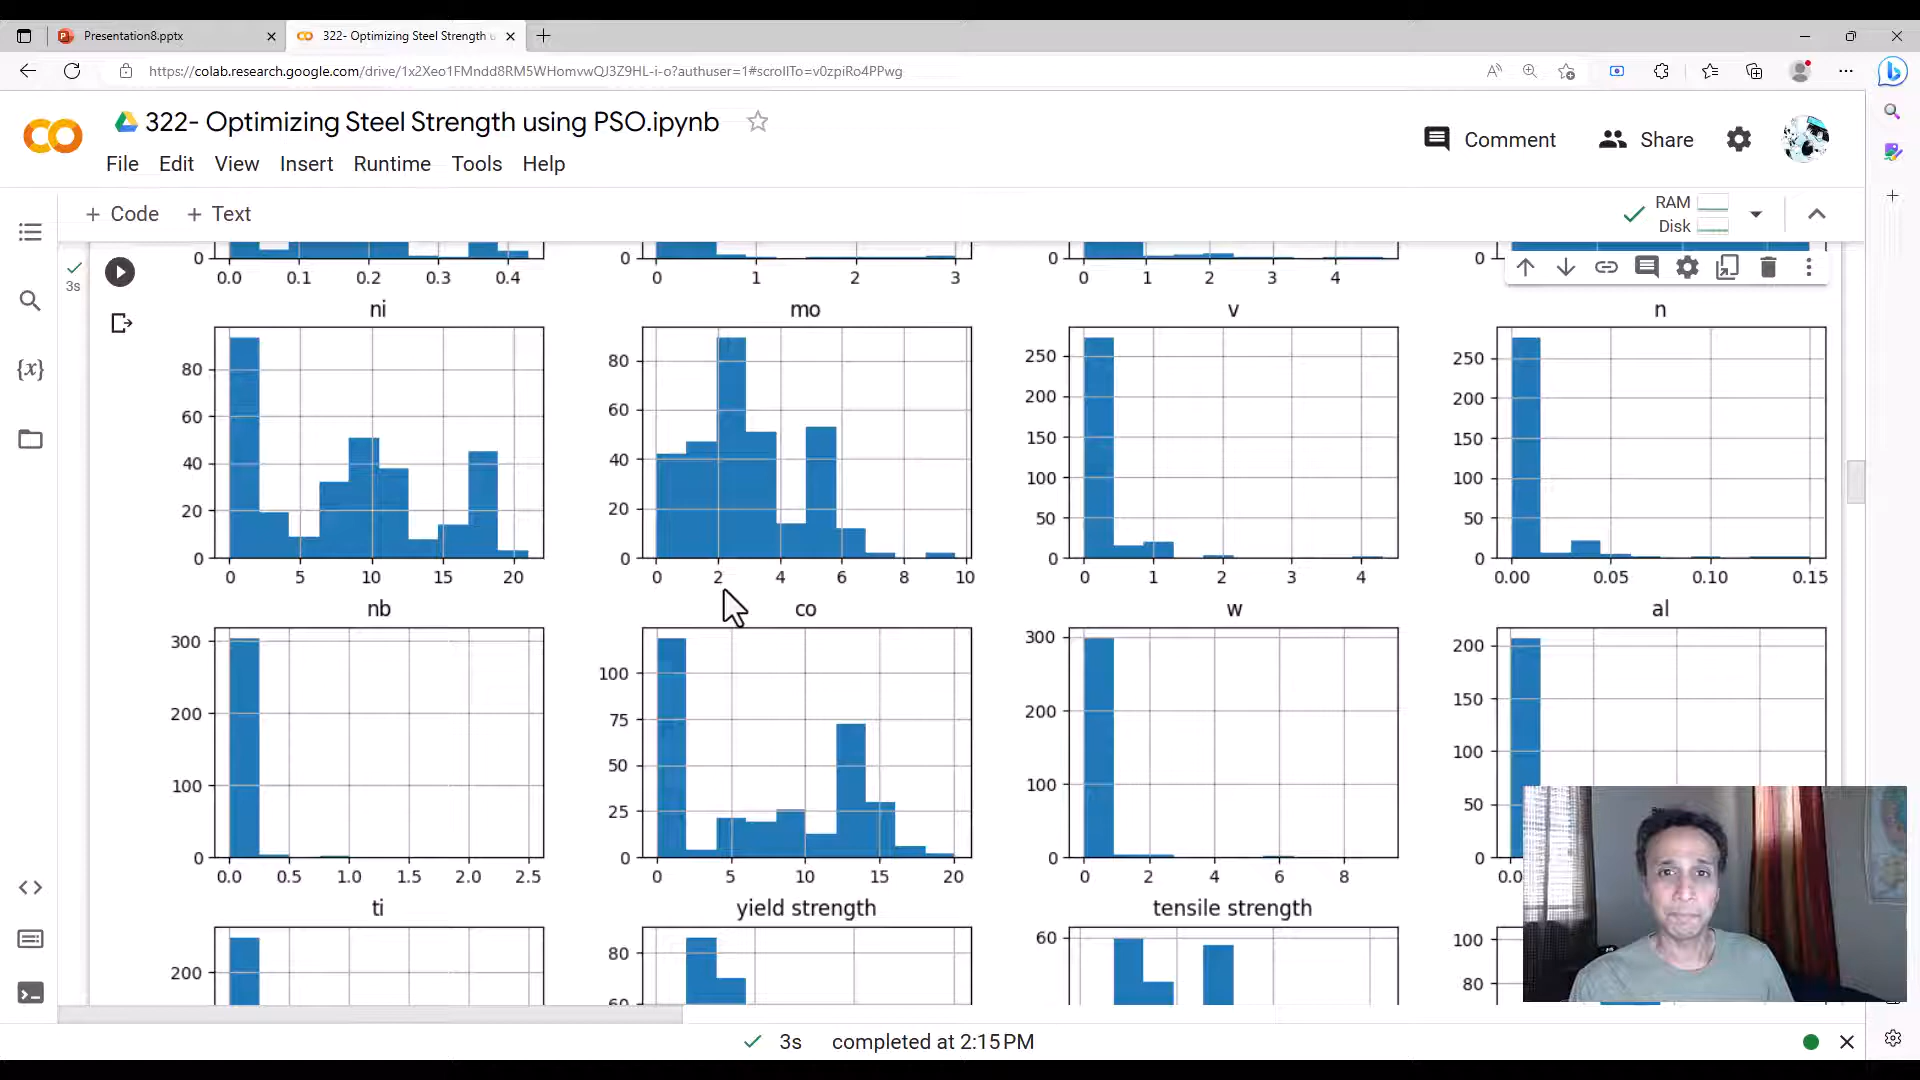 Presentation8.pptx
322- Optimizing Steel Strength u
https://colab.research.google.com/drive/1x2Xeo1FMndd8RM5WHomvwQJ3Z9HL-i-o?authuser=1#scrollTo=v0zpiRo4PPwg
322- Optimizing Steel Strength using PSO.ipynb
File Edit View Insert Runtime Tools Help
Comment Share
+ Code + Text
RAM
Disk
3s
0 0 0 0
0.0 0.1 0.2 0.3 0.4
0 1 2 3
0 1 2 3 4
ni mo v n
80 60 40 20 0
0 5 10 15 20
80 60 40 20 0
0 2 4 6 8 10
250 200 150 100 50 0
0 1 2 3 4
250 200 150 100 50 0
0.00 0.05 0.10 0.15
nb co w al
300 200 100 0
0.0 0.5 1.0 1.5 2.0 2.5
100 75 50 25 0
0 5 10 15 20
300 200 100 0
0 2 4 6 8
200 150 100 50 0
0.0
ti yield strength tensile strength
200
80 60
60
100 80
3s completed at 2:15 PM